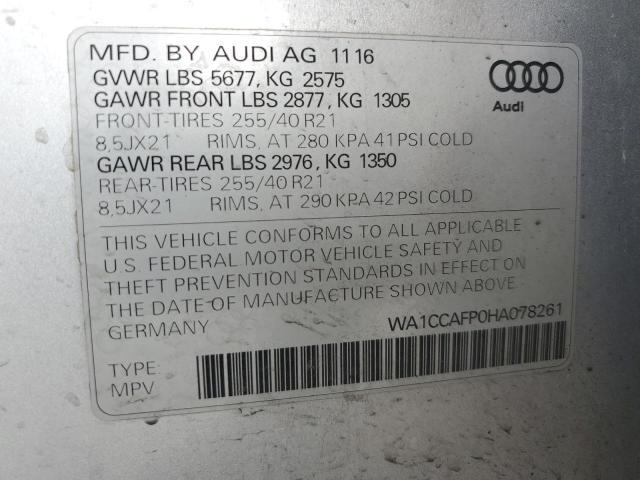 MFD. BY AUDI AG 11 16
GVWR LBS 5677, KG 2575
GAWR FRONT LBS 2877, KG 1305
FRONT-TIRES 255/40 R21
8,5JX21 RIMS, AT 280 KPA 41 PSI COLD
GAWR REAR LBS 2976, KG 1350
REAR-TIRES 255/40 R21
8,5JX21 RIMS, AT 290 KPA 42 PSI COLD
Audi
THIS VEHICLE CONFORMS TO ALL APPLICABLE
U.S. FEDERAL MOTOR VEHICLE SAFETY AND
THEFT PREVENTION STANDARDS IN EFFECT ON
THE DATE OF MANUFACTURE SHOWN ABOVE.
GERMANY WA1CCAFP0HA078261
TYPE:
MPV